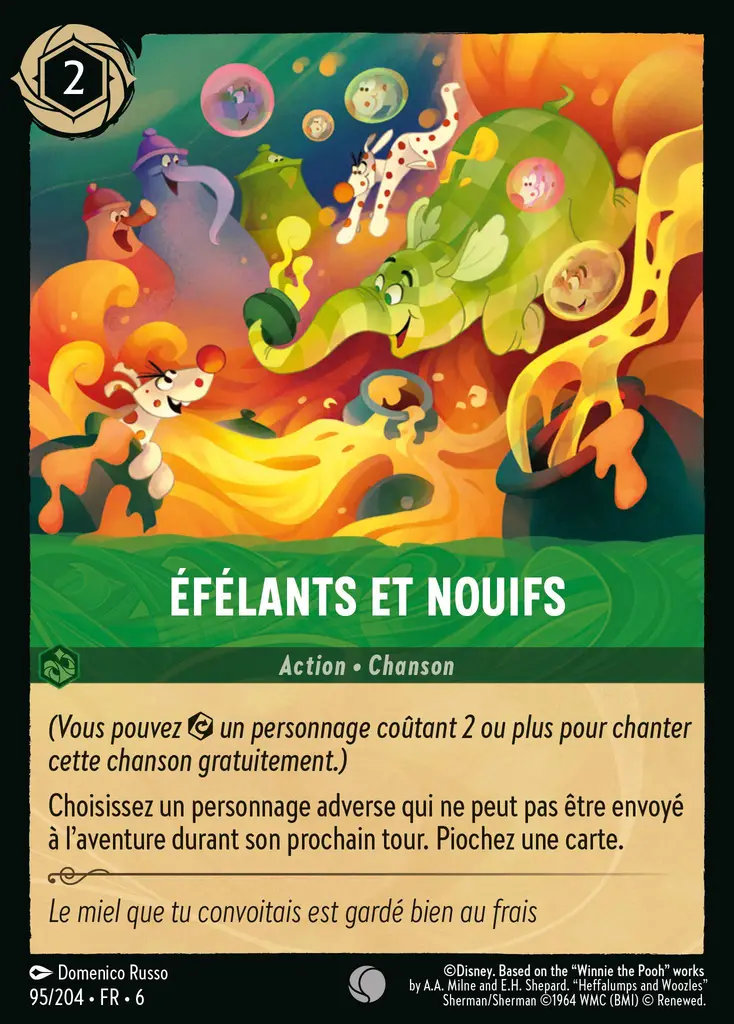 2
ÉFÉLANTS ET NOUIFS
Action • Chanson
(Vous pouvez un personnage coûtant 2 ou plus pour chanter
cette chanson gratuitement.)
Choisissez un personnage adverse qui ne peut pas être envoyé
à l’aventure durant son prochain tour. Piochez une carte.
Le miel que tu convoitais est gardé bien au frais
Domenico Russo
95/204 • FR • 6
©Disney. Based on the “Winnie the Pooh” works
by A.A. Milne and E.H. Shepard. “Heffalumps and Woozles”
Sherman/Sherman ©1964 WMC (BMI) © Renewed.